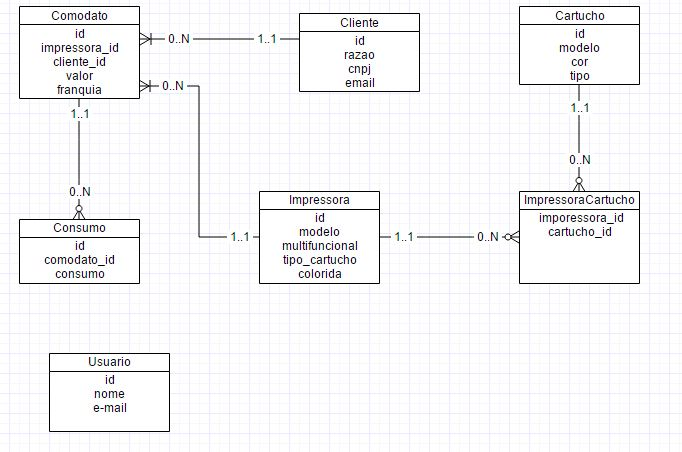 Comodato
id
impressora_id
cliente_id
valor
franquia
0..N
1..1
Cliente
id
razao
cnpj
email
Cartucho
id
modelo
cor
tipo
0..N
1..1
1..1
0..N
0..N
Consumo
id
comodato_id
consumo
1..1
Impressora
id
modelo
multifuncional
tipo_cartucho
colorida
1..1
0..N
ImpressoraCartucho
imporessora_id
cartucho_id
Usuario
id
nome
e-mail